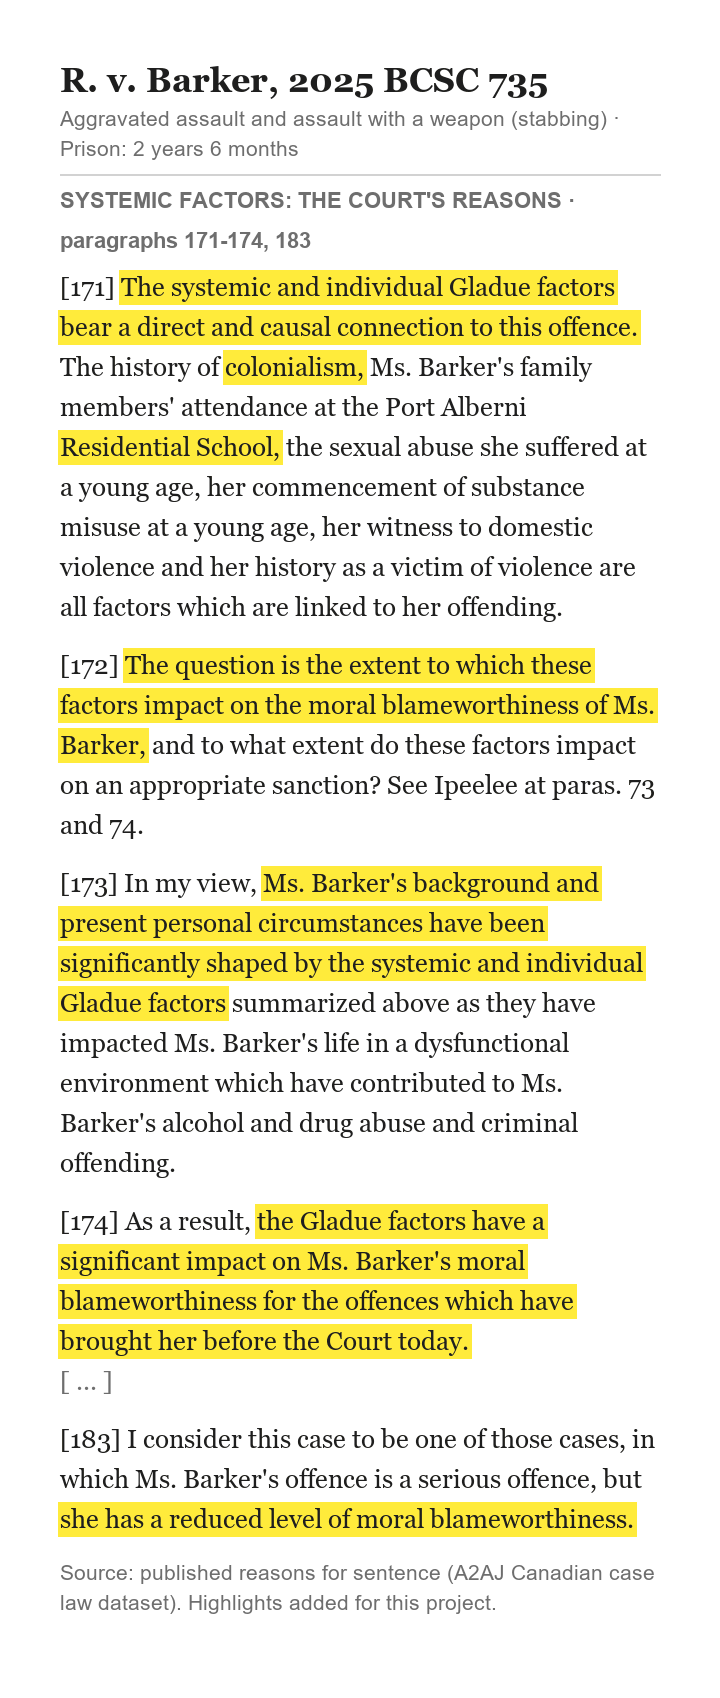 R. v. Barker, 2025 BCSC 735
Aggravated assault and assault with a weapon (stabbing) ·
Prison: 2 years 6 months
SYSTEMIC FACTORS: THE COURT'S REASONS ·
paragraphs 171-174, 183
[171] The systemic and individual Gladue factors
bear a direct and causal connection to this offence.
The history of colonialism, Ms. Barker's family
members' attendance at the Port Alberni
Residential School, the sexual abuse she suffered at
a young age, her commencement of substance
misuse at a young age, her witness to domestic
violence and her history as a victim of violence are
all factors which are linked to her offending.
[172] The question is the extent to which these
factors impact on the moral blameworthiness of Ms.
Barker, and to what extent do these factors impact
on an appropriate sanction? See Ipeelee at paras. 73
and 74.
[173] In my view, Ms. Barker's background and
present personal circumstances have been
significantly shaped by the systemic and individual
Gladue factors summarized above as they have
impacted Ms. Barker's life in a dysfunctional
environment which have contributed to Ms.
Barker's alcohol and drug abuse and criminal
offending.
[174] As a result, the Gladue factors have a
significant impact on Ms. Barker's moral
blameworthiness for the offences which have
brought her before the Court today.
[ ... ]
[183] I consider this case to be one of those cases, in
which Ms. Barker's offence is a serious offence, but
she has a reduced level of moral blameworthiness.
Source: published reasons for sentence (A2AJ Canadian case
law dataset). Highlights added for this project.